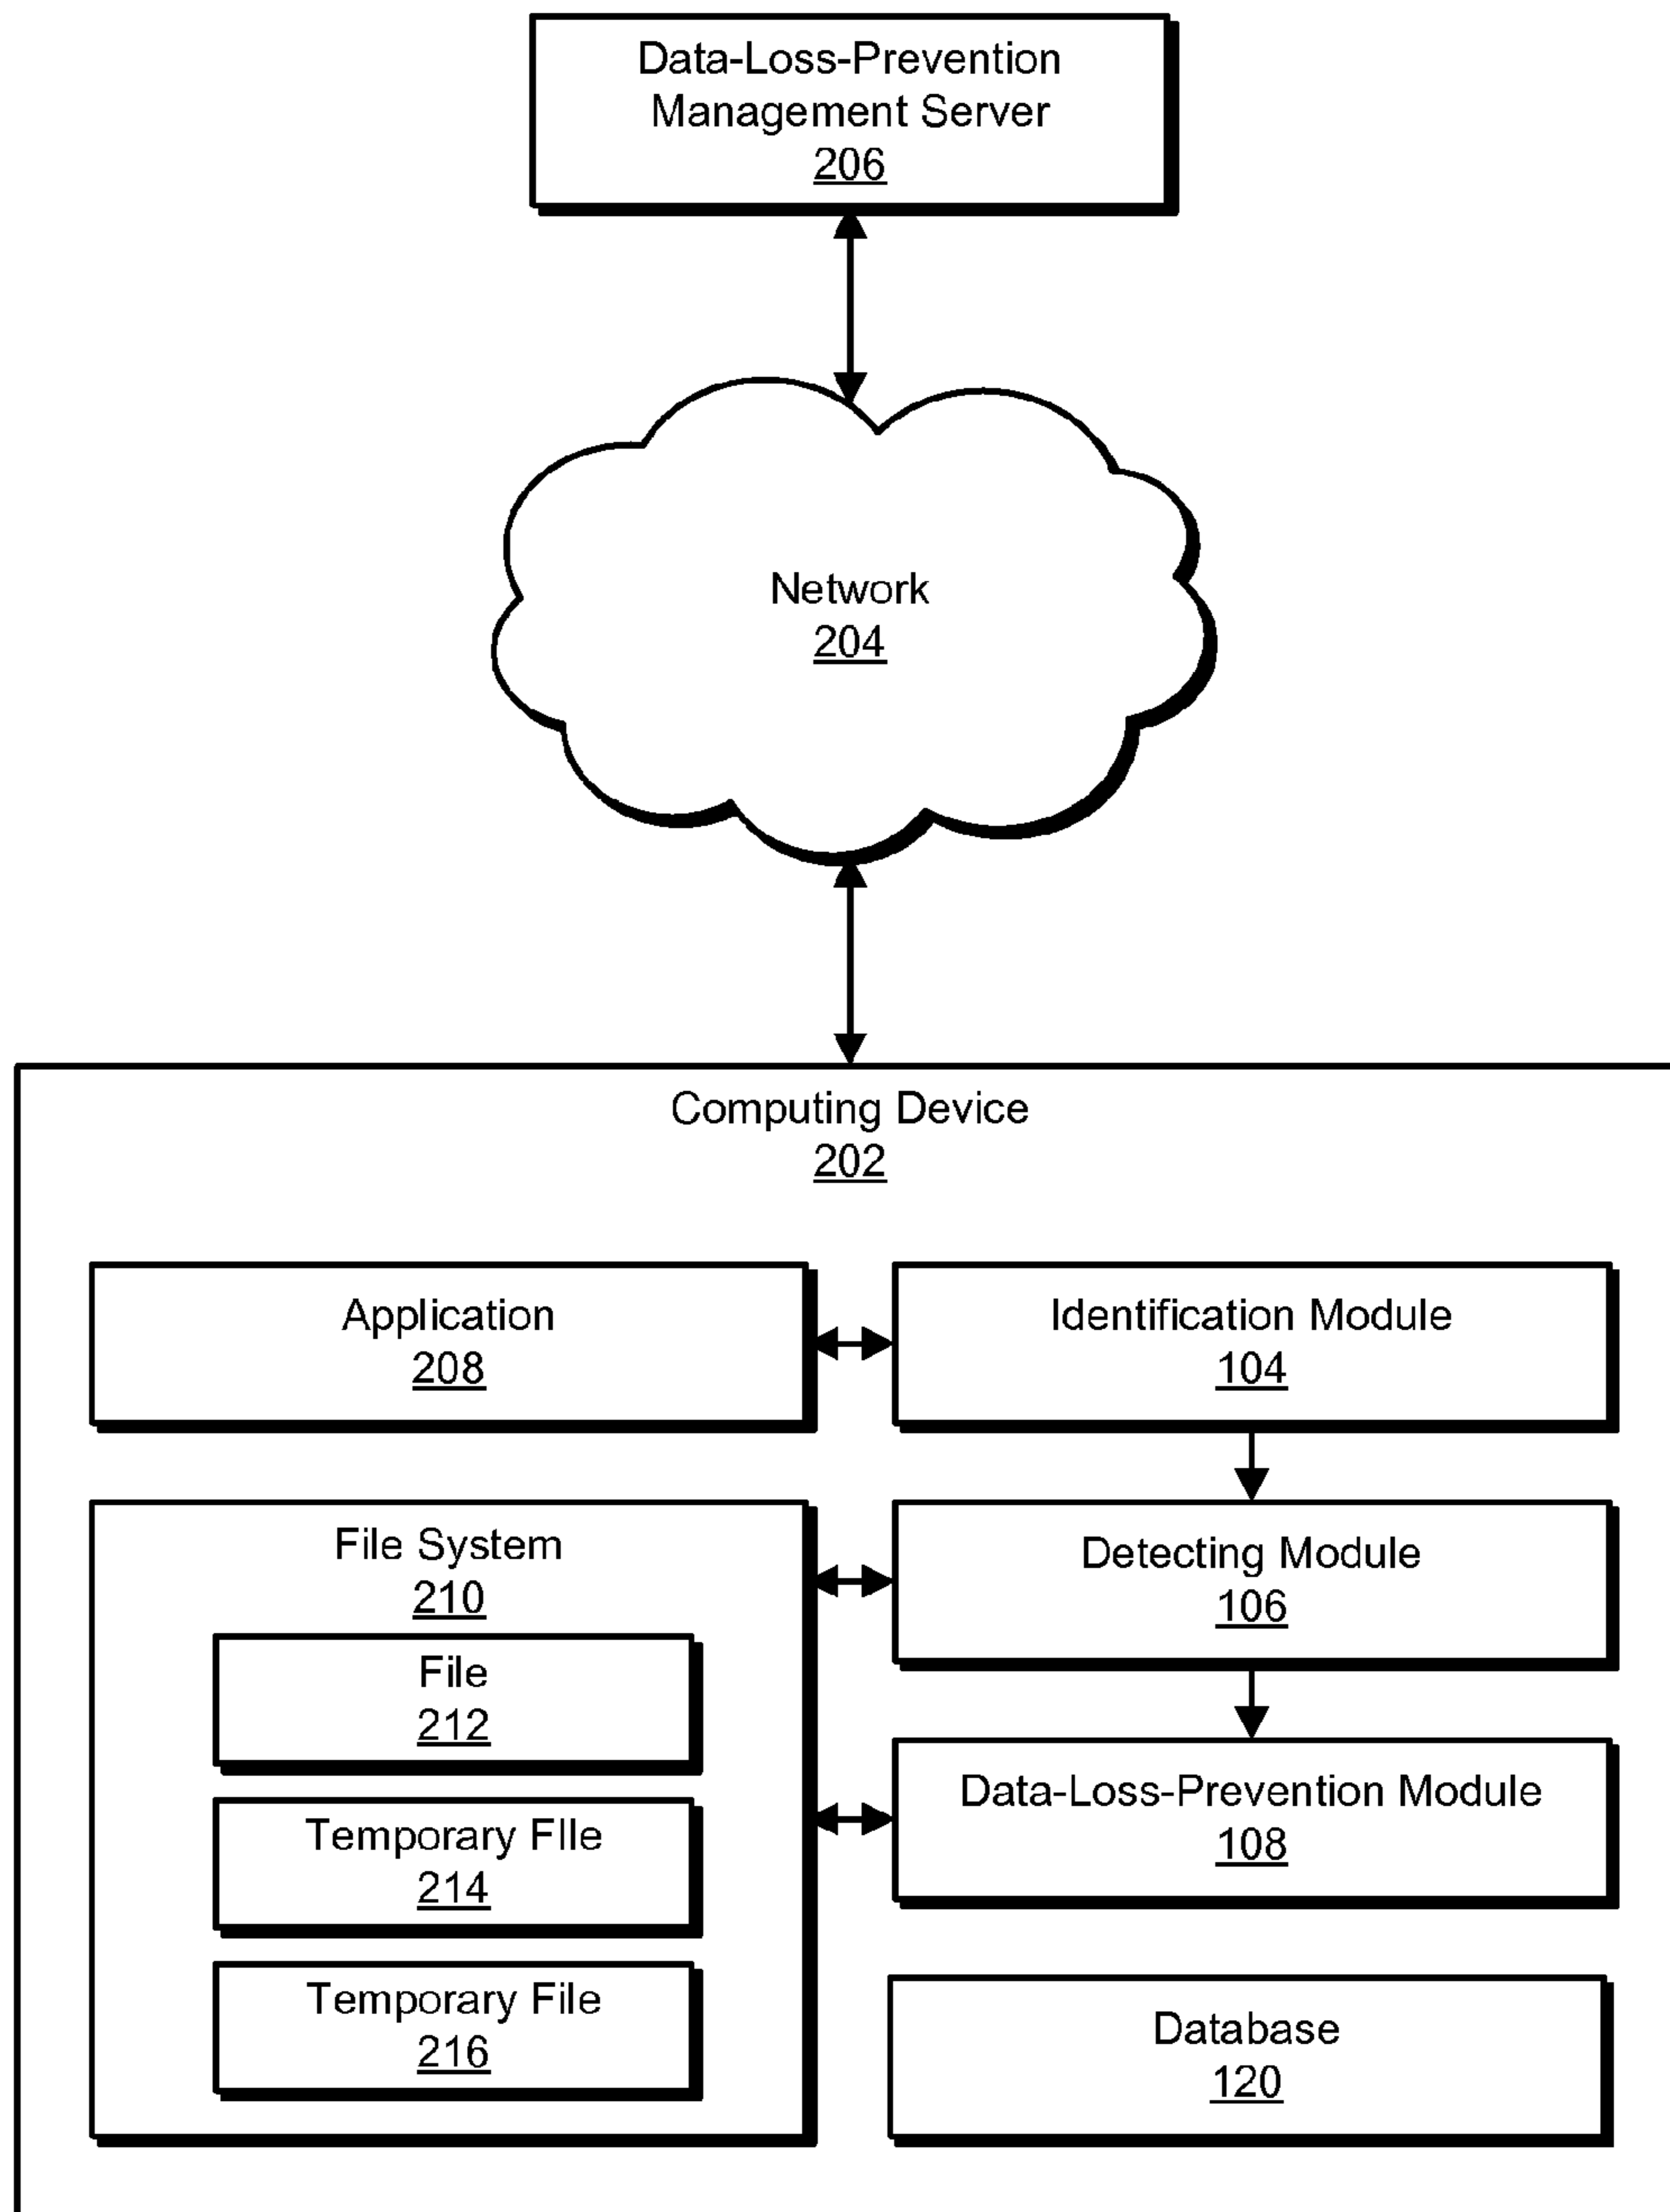 Data-Loss-Prevention
Management Server
206
Network
204
Computing Device
202
Application
208
Identification Module
104
File System
210
Detecting Module
106
File
212
Data-Loss-Prevention Module
108
Temporary FIle
214
Temporary File
216
Database
120